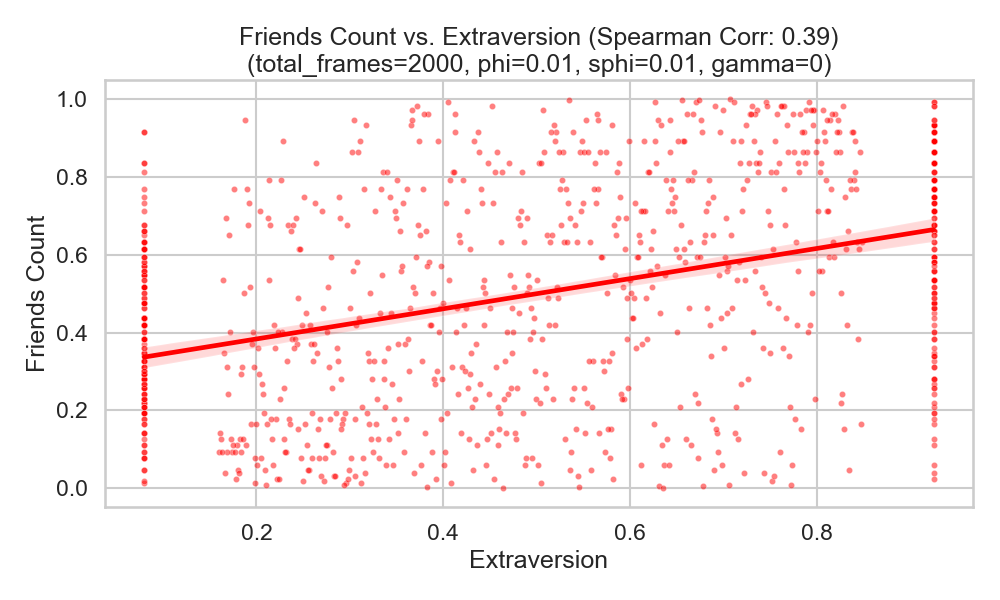 Friends Count vs. Extraversion (Spearman Corr: 0.39)
(total_frames=2000, phi=0.01, sphi=0.01, gamma=0)
Friends Count
1.0
0.8
0.6
0.4
0.2
0.0
0.2
0.4
0.6
0.8
Extraversion